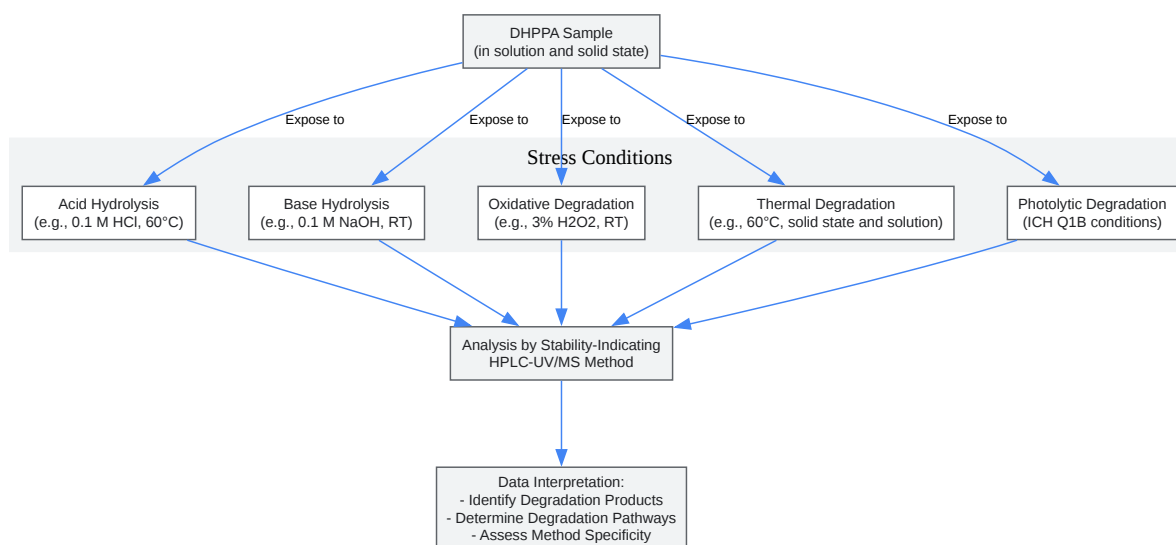 DHPPA Sample
(in solution and solid state)
Expose to
Expose to
Expose to
Expose to
Expose to
Stress Conditions
Acid Hydrolysis
(e.g., 0.1 M HCl, 60°C)
Base Hydrolysis
(e.g., 0.1 M NaOH, RT)
Oxidative Degradation
(e.g., 3% H2O2, RT)
Thermal Degradation
(e.g., 60°C, solid state and solution)
Photolytic Degradation
(ICH Q1B conditions)
Analysis by Stability-Indicating
HPLC-UV/MS Method
Data Interpretation:
- Identify Degradation Products
- Determine Degradation Pathways
- Assess Method Specificity